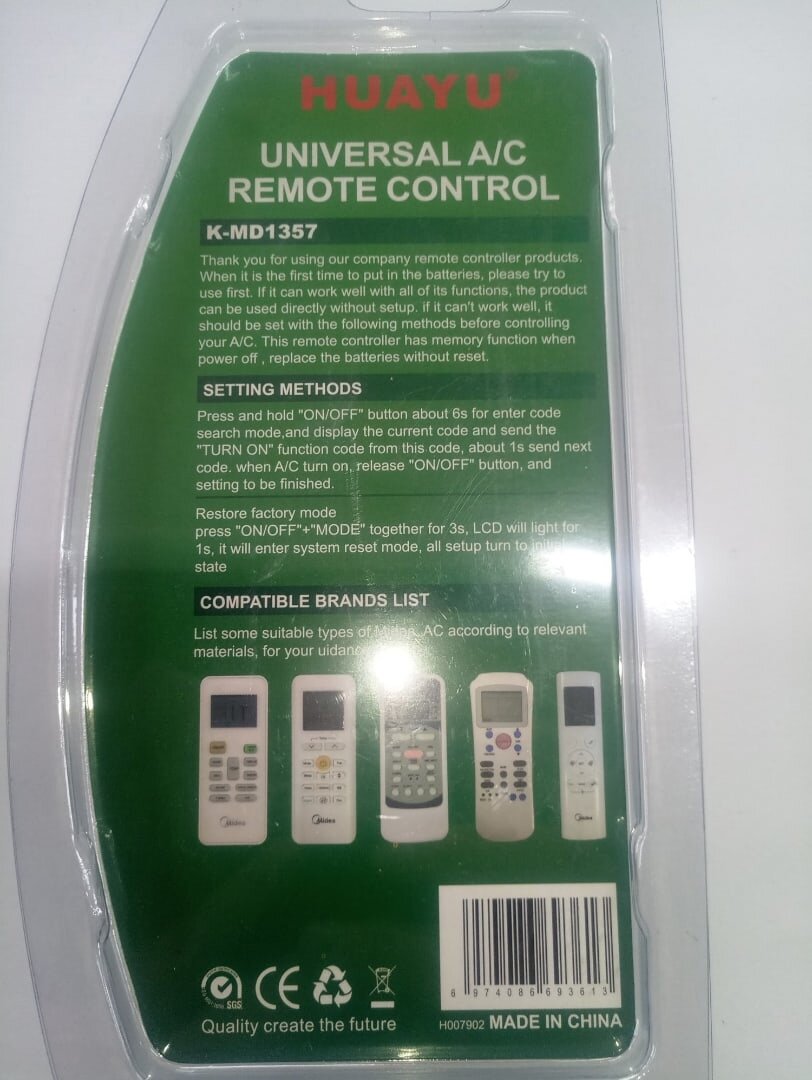 HUAYU
UNIVERSAL A/C
REMOTE CONTROL
K-MD1357
Thank you for using our company remote controller products.
When it is the first time to put in the batteries, please try to
use first. If it can work well with all of its functions, the product
can be used directly without setup. if it can't work well, it
should be set with the following methods before controlling
your A/C. This remote controller has memory function when
power off , replace the batteries without reset.
SETTING METHODS
Press and hold "ON/OFF" button about 6s for enter code
search mode,and display the current code and send the
"TURN ON" function code from this code, about 1s send next
code. when A/C turn on, release "ON/OFF" button, and
setting to be finished.
Restore factory mode
press "ON/OFF"+"MODE" together for 3s, LCD will light for
1s, it will enter system reset mode, all setup turn to initial
state
COMPATIBLE BRANDS LIST
List some suitable types of Midea AC according to relevant
materials, for your uidance
Midea
Midea
Midea
6 974086 693613
SGS
CE
Quality create the future
H007902 MADE IN CHINA